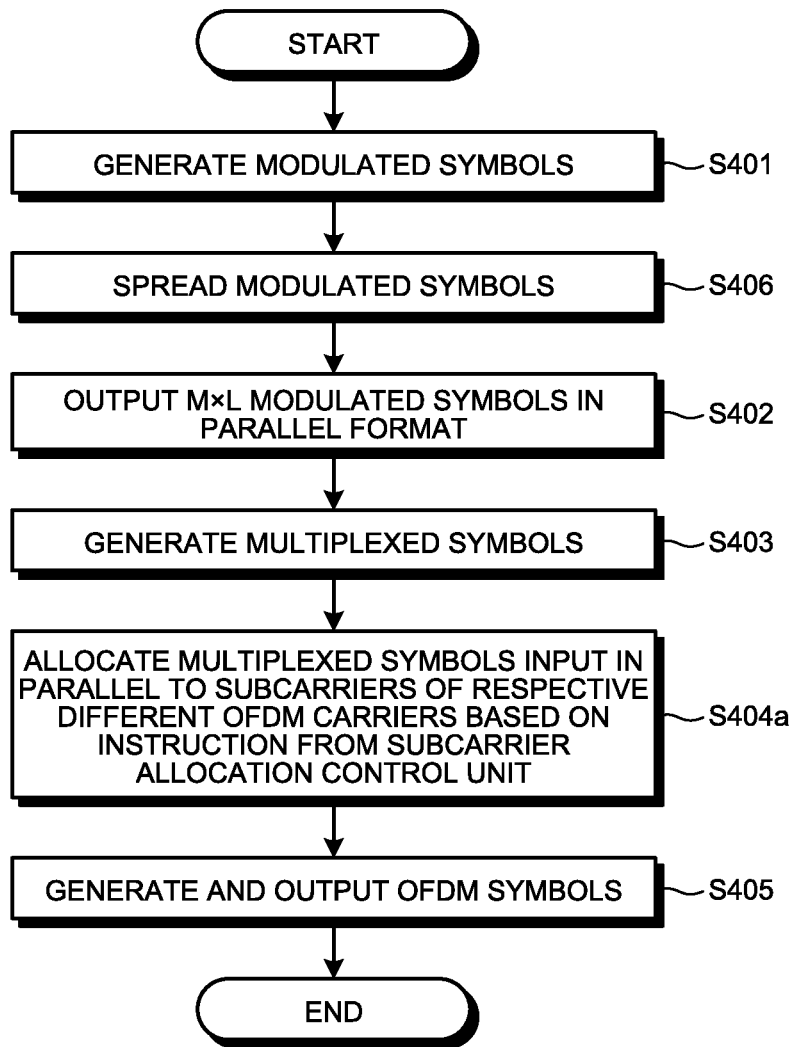 START
GENERATE MODULATED SYMBOLS
S401
SPREAD MODULATED SYMBOLS
S406
OUTPUT M×L MODULATED SYMBOLS IN
PARALLEL FORMAT
S402
GENERATE MULTIPLEXED SYMBOLS
S403
ALLOCATE MULTIPLEXED SYMBOLS INPUT IN
PARALLEL TO SUBCARRIERS OF RESPECTIVE
DIFFERENT OFDM CARRIERS BASED ON
INSTRUCTION FROM SUBCARRIER
ALLOCATION CONTROL UNIT
S404a
GENERATE AND OUTPUT OFDM SYMBOLS
S405
END